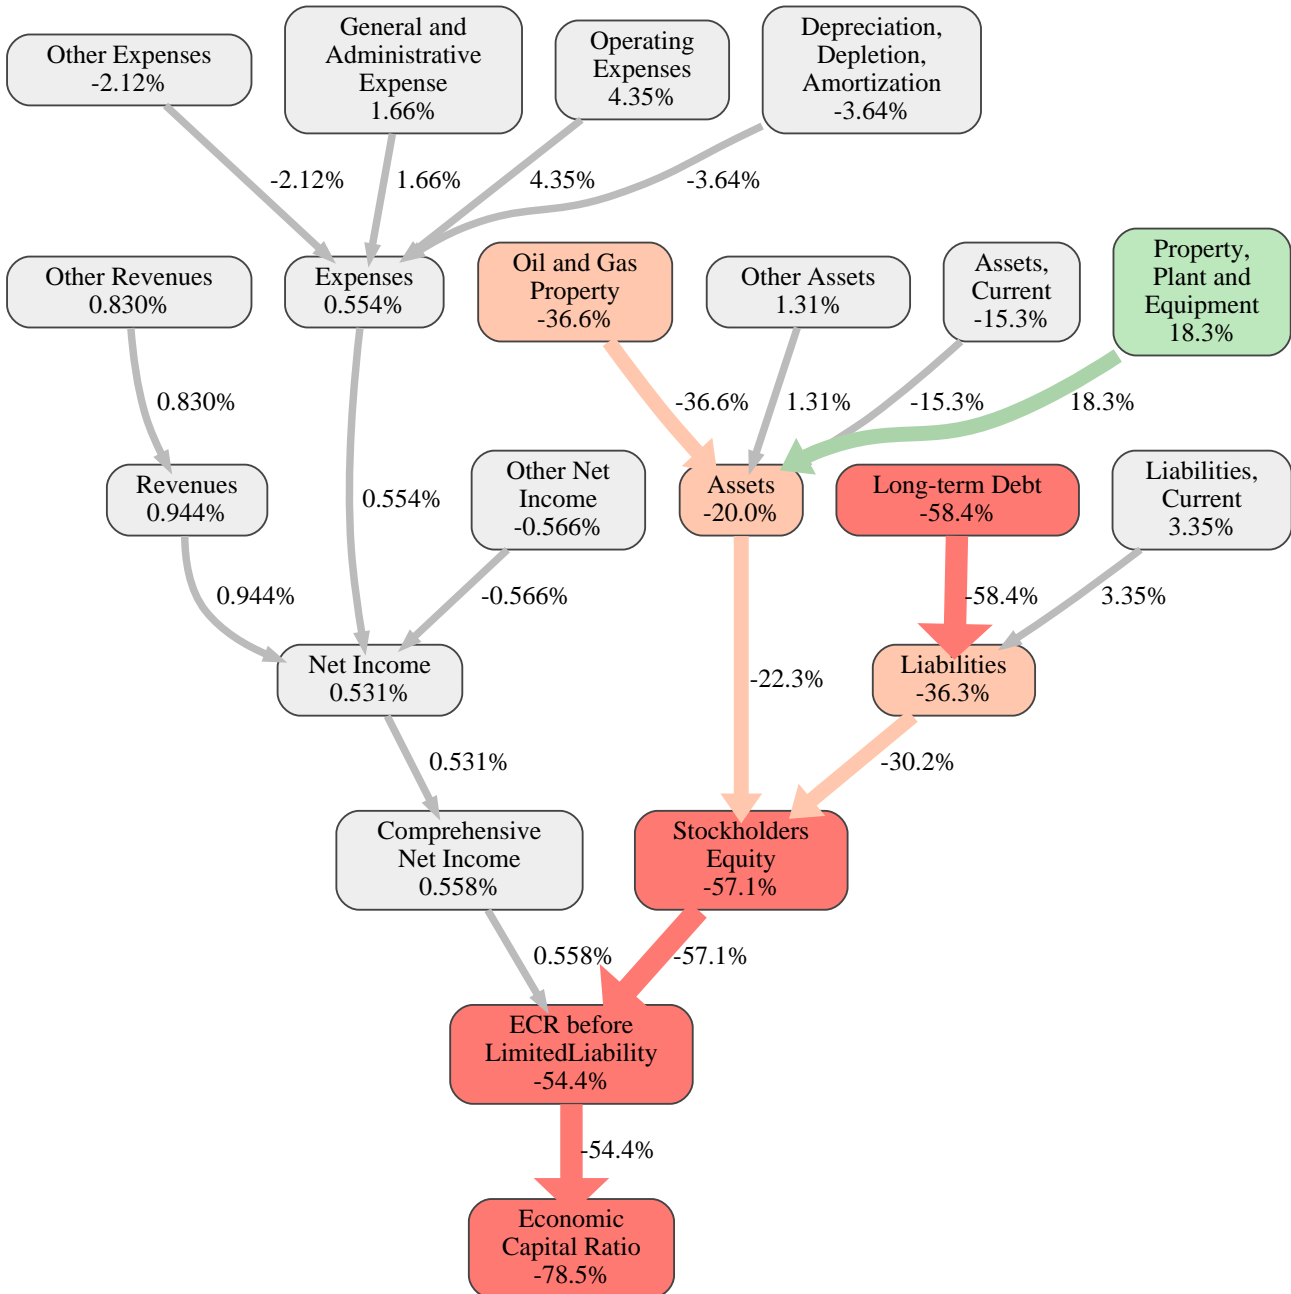 Other Expenses
-2.12%
General and
Administrative
Expense
1.66%
Operating
Expenses
4.35%
Depreciation,
Depletion,
Amortization
-3.64%
-2.12%
1.66%
4.35%
-3.64%
Other Revenues
0.830%
Expenses
0.554%
Oil and Gas
Property
-36.6%
Other Assets
1.31%
Assets,
Current
-15.3%
Property,
Plant and
Equipment
18.3%
0.830%
-36.6%
1.31%
-15.3%
18.3%
Revenues
0.944%
0.554%
Other Net
Income
-0.566%
Assets
-20.0%
Long-term Debt
-58.4%
Liabilities,
Current
3.35%
0.944%
-0.566%
-58.4%
3.35%
Net Income
0.531%
-22.3%
Liabilities
-36.3%
0.531%
-30.2%
Comprehensive
Net Income
0.558%
Stockholders
Equity
-57.1%
0.558%
-57.1%
ECR before
LimitedLiability
-54.4%
-54.4%
Economic
Capital Ratio
-78.5%